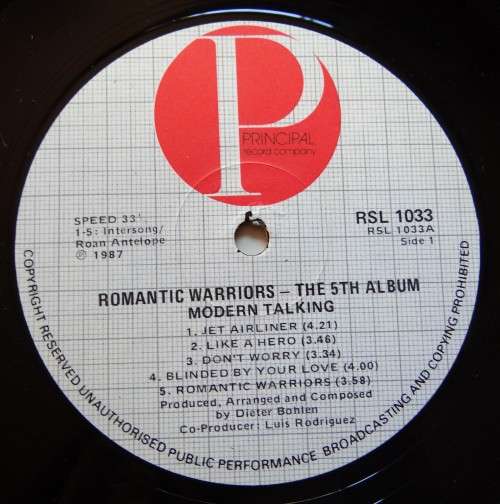 P
PRINCIPAL
record company
RSL 1033
RSL 1033A
Side 1
SPEED 33⅓
1-5: Intersong/
Roan Antelope
℗ 1987
ROMANTIC WARRIORS – THE 5TH ALBUM
MODERN TALKING
1. JET AIRLINER (4.21)
2. LIKE A HERO (3.46)
3. DON'T WORRY (3.34)
4. BLINDED BY YOUR LOVE (4.00)
5. ROMANTIC WARRIORS (3.58)
Produced, Arranged and Composed
by Dieter Bohlen
Co-Producer: Luis Rodriguez
COPYRIGHT RESERVED UNAUTHORISED PUBLIC PERFORMANCE. BROADCASTING AND COPYING PROHIBITED